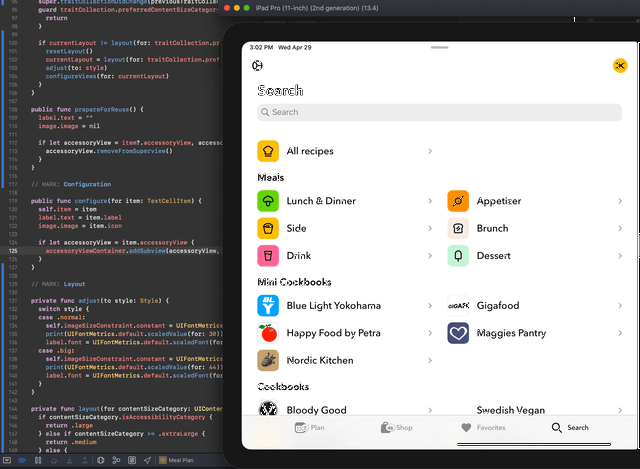 iPad Pro (11-inch) (2nd generation) (13.4)
95 super.traitCollectionDidChange(previousTraitCol
96 guard traitCollection.preferredContentSizeCategory
97 return
98 }
99
100 if currentLayout != layout(for: traitCollection.pr
101 resetLayout()
102 currentLayout = layout(for: traitCollection.pref
103 adjust(to: style)
104 configureViews(for: currentLayout)
105 }
106 }
107
108 public func prepareForReuse() {
109 label.text = ""
110 image.image = nil
111
112 if let accessoryView = item?.accessoryView, access
113 accessoryView.removeFromSuperview()
114 }
115 }
116
117 // MARK: Configuration
118
119 public func configure(for item: TextCellItem) {
120 self.item = item
121 label.text = item.label
122 image.image = item.icon
123
124 if let accessoryView = item.accessoryView {
125 accessoryViewContainer.addSubview(accessoryView,
126 }
127 }
128
129 // MARK: Layout
130
131 private func adjust(to style: Style) {
132 switch style {
133 case .normal:
134 self.imageSizeConstraint.constant = UIFontMetrics
135 print(UIFontMetrics.default.scaledValue(for: 30))
136 label.font = UIFontMetrics.default.scaledFont(for
137 case .big:
138 self.imageSizeConstraint.constant = UIFontMetrics
139 print(UIFontMetrics.default.scaledValue(for: 44))
140 label.font = UIFontMetrics.default.scaledFont(for
141 }
142 }
143
144 private func layout(for contentSizeCategory: UIConten
145 if contentSizeCategory.isAccessibilityCategory {
146 return .large
147 } else if contentSizeCategory >= .extraLarge {
148 return .medium
149 } else {
Meal Plan
3:02 PM Wed Apr 29
Search
Search
All recipes
Meals
Lunch & Dinner
Appetizer
Side
Brunch
Drink
Dessert
Mini Cookbooks
Blue Light Yokohama
GIGAFX Gigafood
Happy Food by Petra
Maggies Pantry
Nordic Kitchen
Cookbooks
Bloody Good
Swedish Vegan
Plan
Shop
Favorites
Search